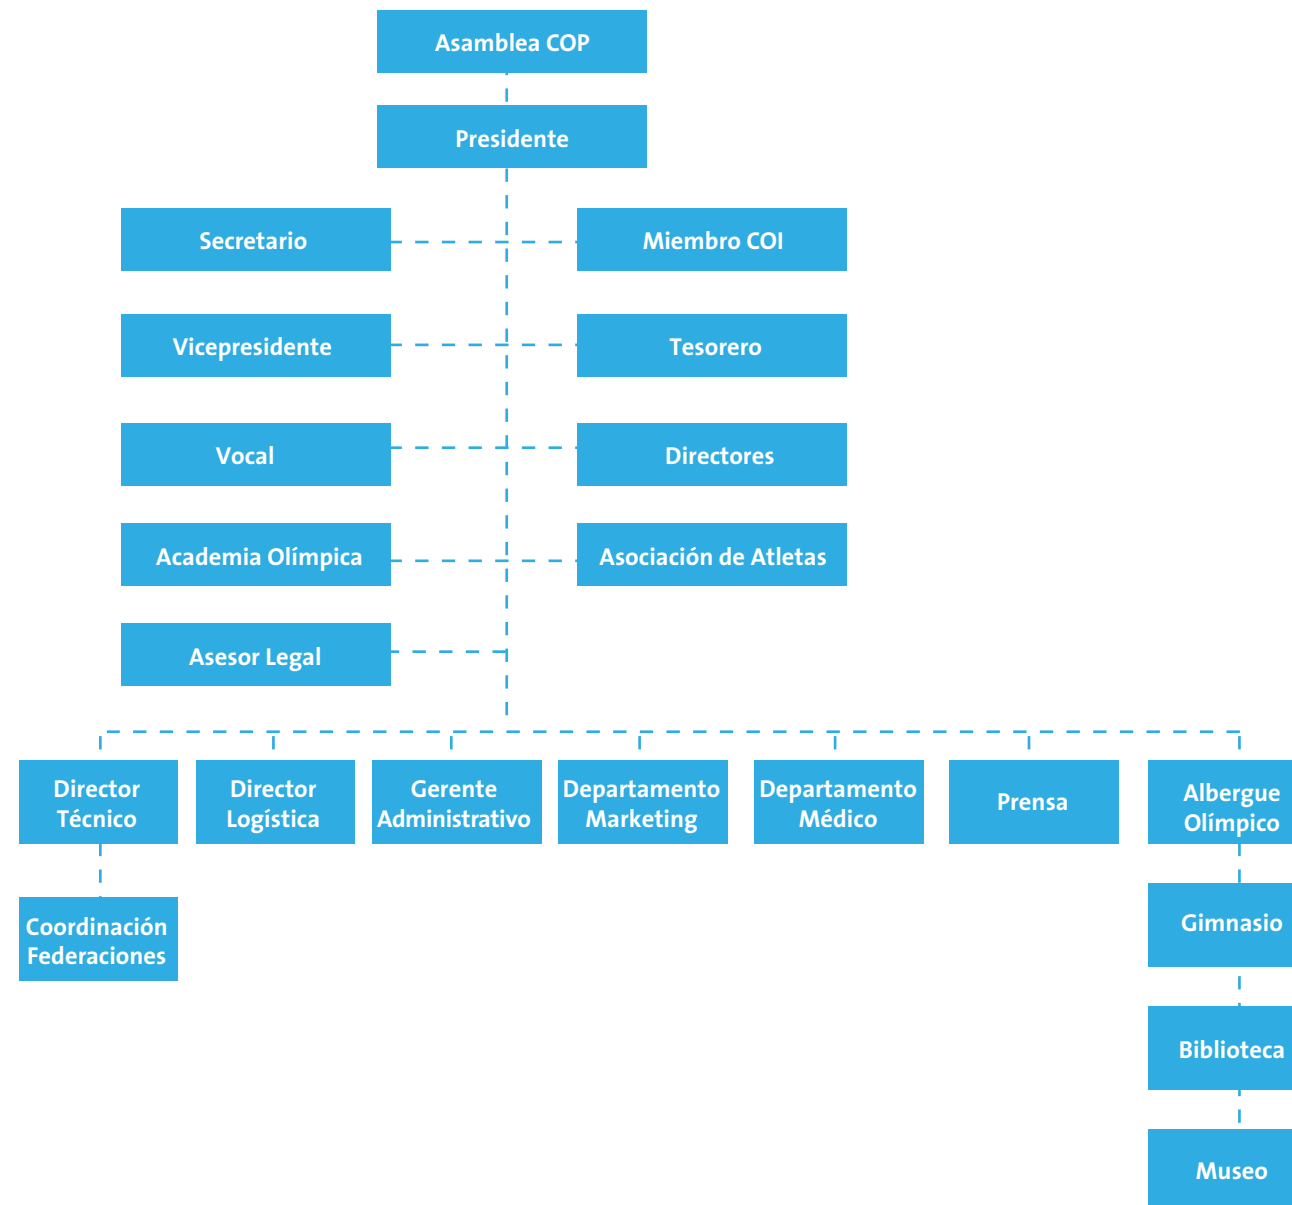 Asamblea COP
Presidente
Secretario
Miembro COI
Vicepresidente
Tesorero
Vocal
Directores
Academia Olímpica
Asociación de Atletas
Asesor Legal
Director
Técnico
Director
Logística
Gerente
Administrativo
Departamento
Marketing
Departamento
Médico
Prensa
Albergue
Olímpico
Coordinación
Federaciones
Gimnasio
Biblioteca
Museo